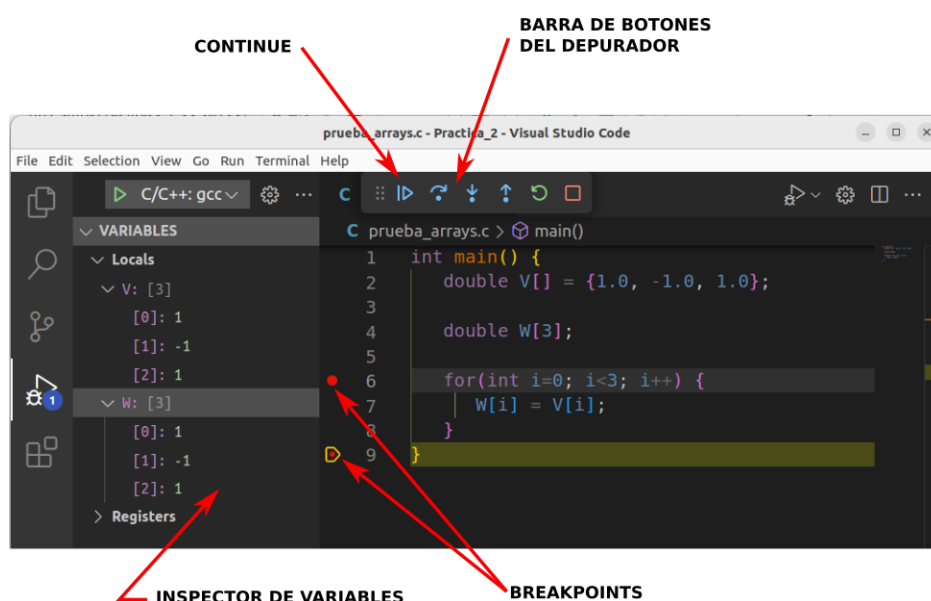 BARRA DE BOTONES
DEL DEPURADOR
CONTINUE
prueba_arrays.c - Practica_2 - Visual Studio Code
File Edit Selection View Go Run Terminal Help
C/C++: gcc
C
VARIABLES
C prueba_arrays.c > main()
Locals
V: [3]
[0]: 1
[1]: -1
[2]: 1
W: [3]
[0]: 1
[1]: -1
[2]: 1
Registers
1
1 int main() {
2 double V[] = {1.0, -1.0, 1.0};
3
4 double W[3];
5
6 for(int i=0; i<3; i++) {
7 W[i] = V[i];
8 }
9 }
INSPECTOR DE VARIABLES
BREAKPOINTS